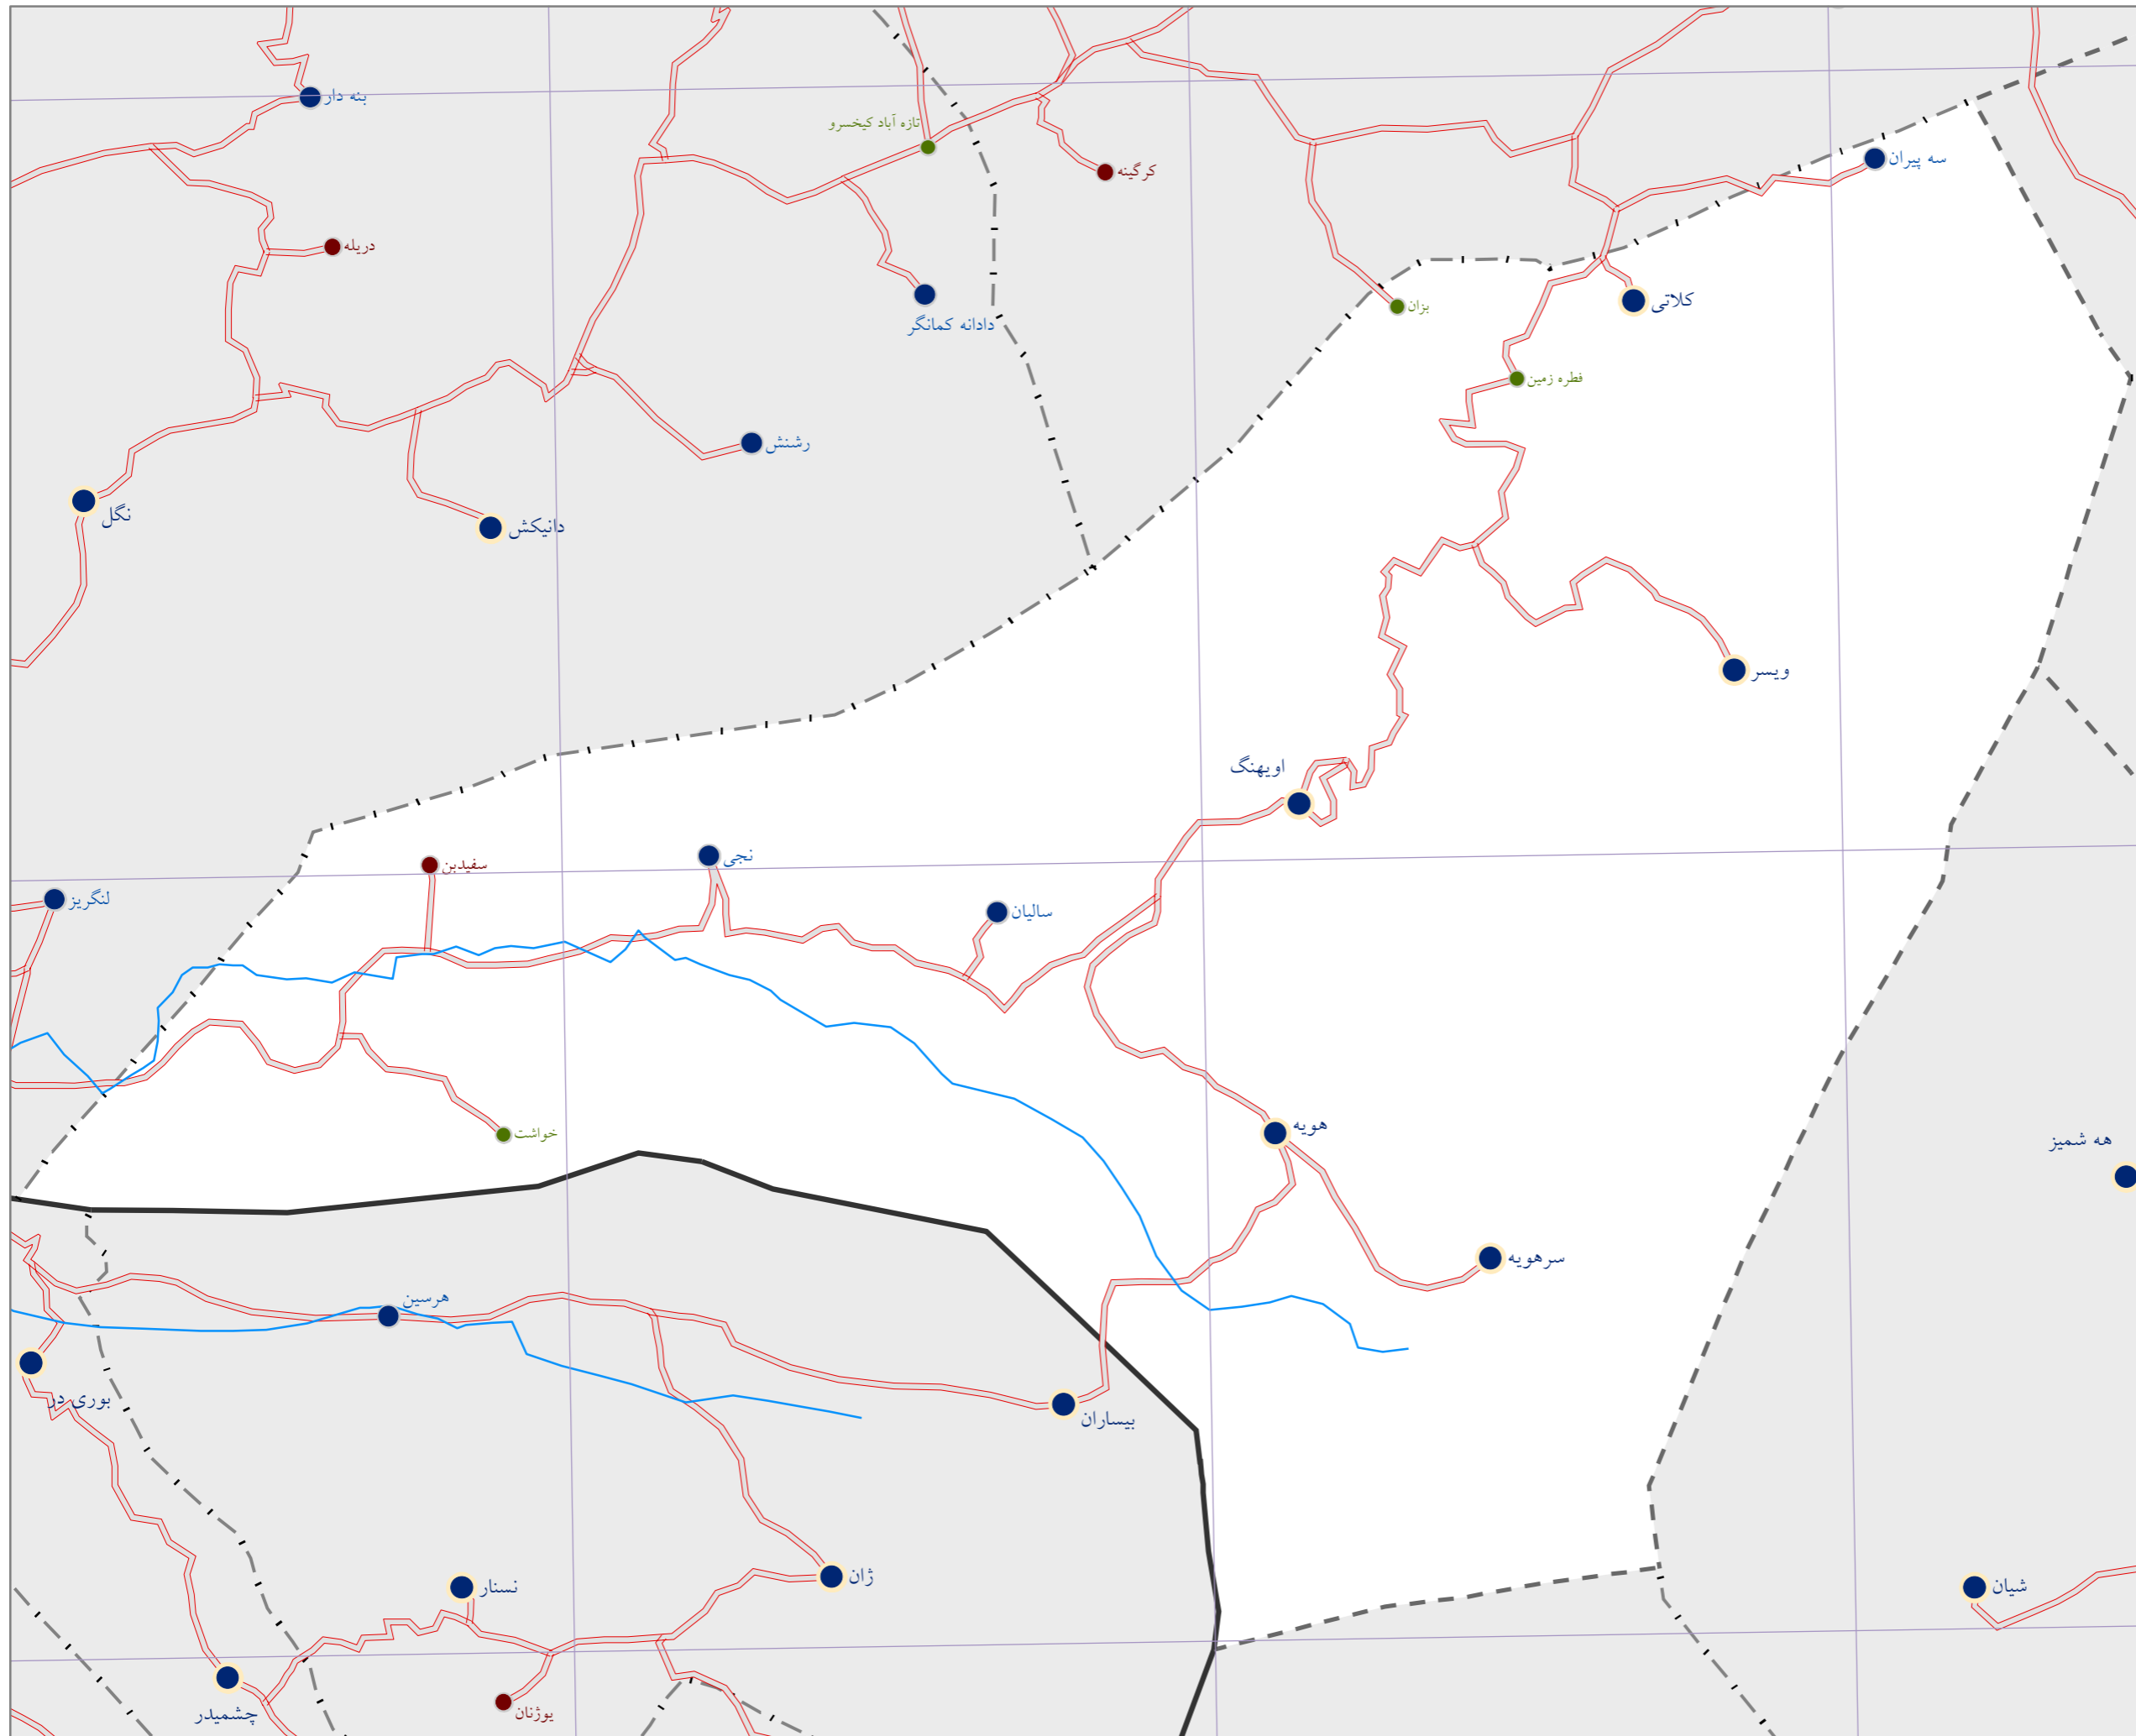 بنه دار
تازه آباد کیخسرو
کرگینه
سه پیران
دریله
دادانه کمانگر
بزان
کلاتی
قطره زمین
رشنش
نگل
دانیکش
ویسر
اویهنگ
سفیدبن
نجی
لنگریز
سالیان
خواشت
هویه
هه شمیز
سرهویه
هرسین
بوری در
بیساران
ژان
نسنار
شیان
یوژنان
چشمیدر